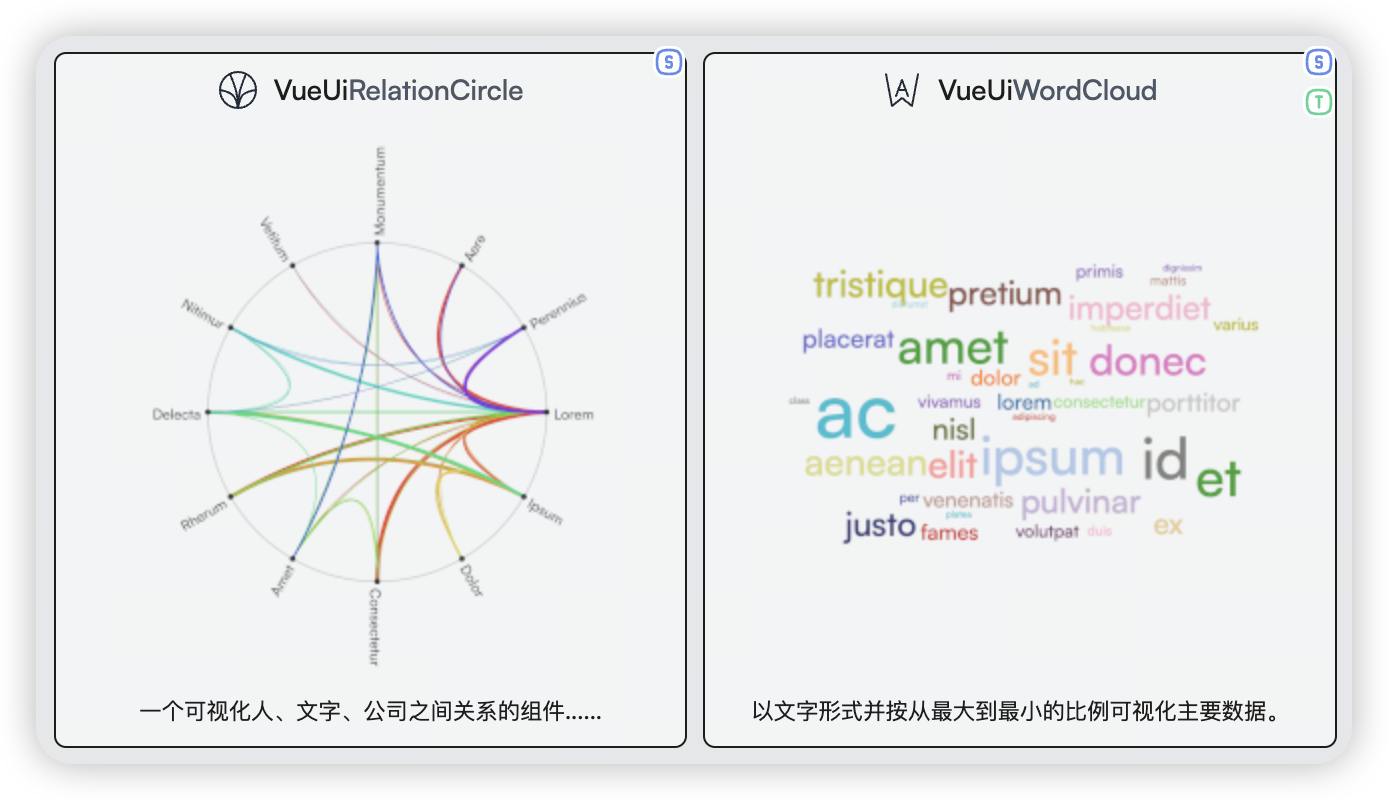 VueUiRelationCircle
S
Monumentum
Vetitum
Aere
Nitimur
Perennius
Delecta
Lorem
Rherum
Ipsum
Amet
Dolor
Consectetur
一个可视化人、文字、公司之间关系的组件......
VueUiWordCloud
S
T
primis
dignissim
tristique
pretium
mattis
imperdiet
varius
placerat
amet
sit
donec
mi
dolor
ad
hac
class
ac
vivamus
lorem
consectetur
porttitor
adipiscing
nisl
aenean
elit
ipsum
id
et
per
venenatis
pulvinar
platea
justo
fames
volutpat
duis
ex
以文字形式并按从最大到最小的比例可视化主要数据。